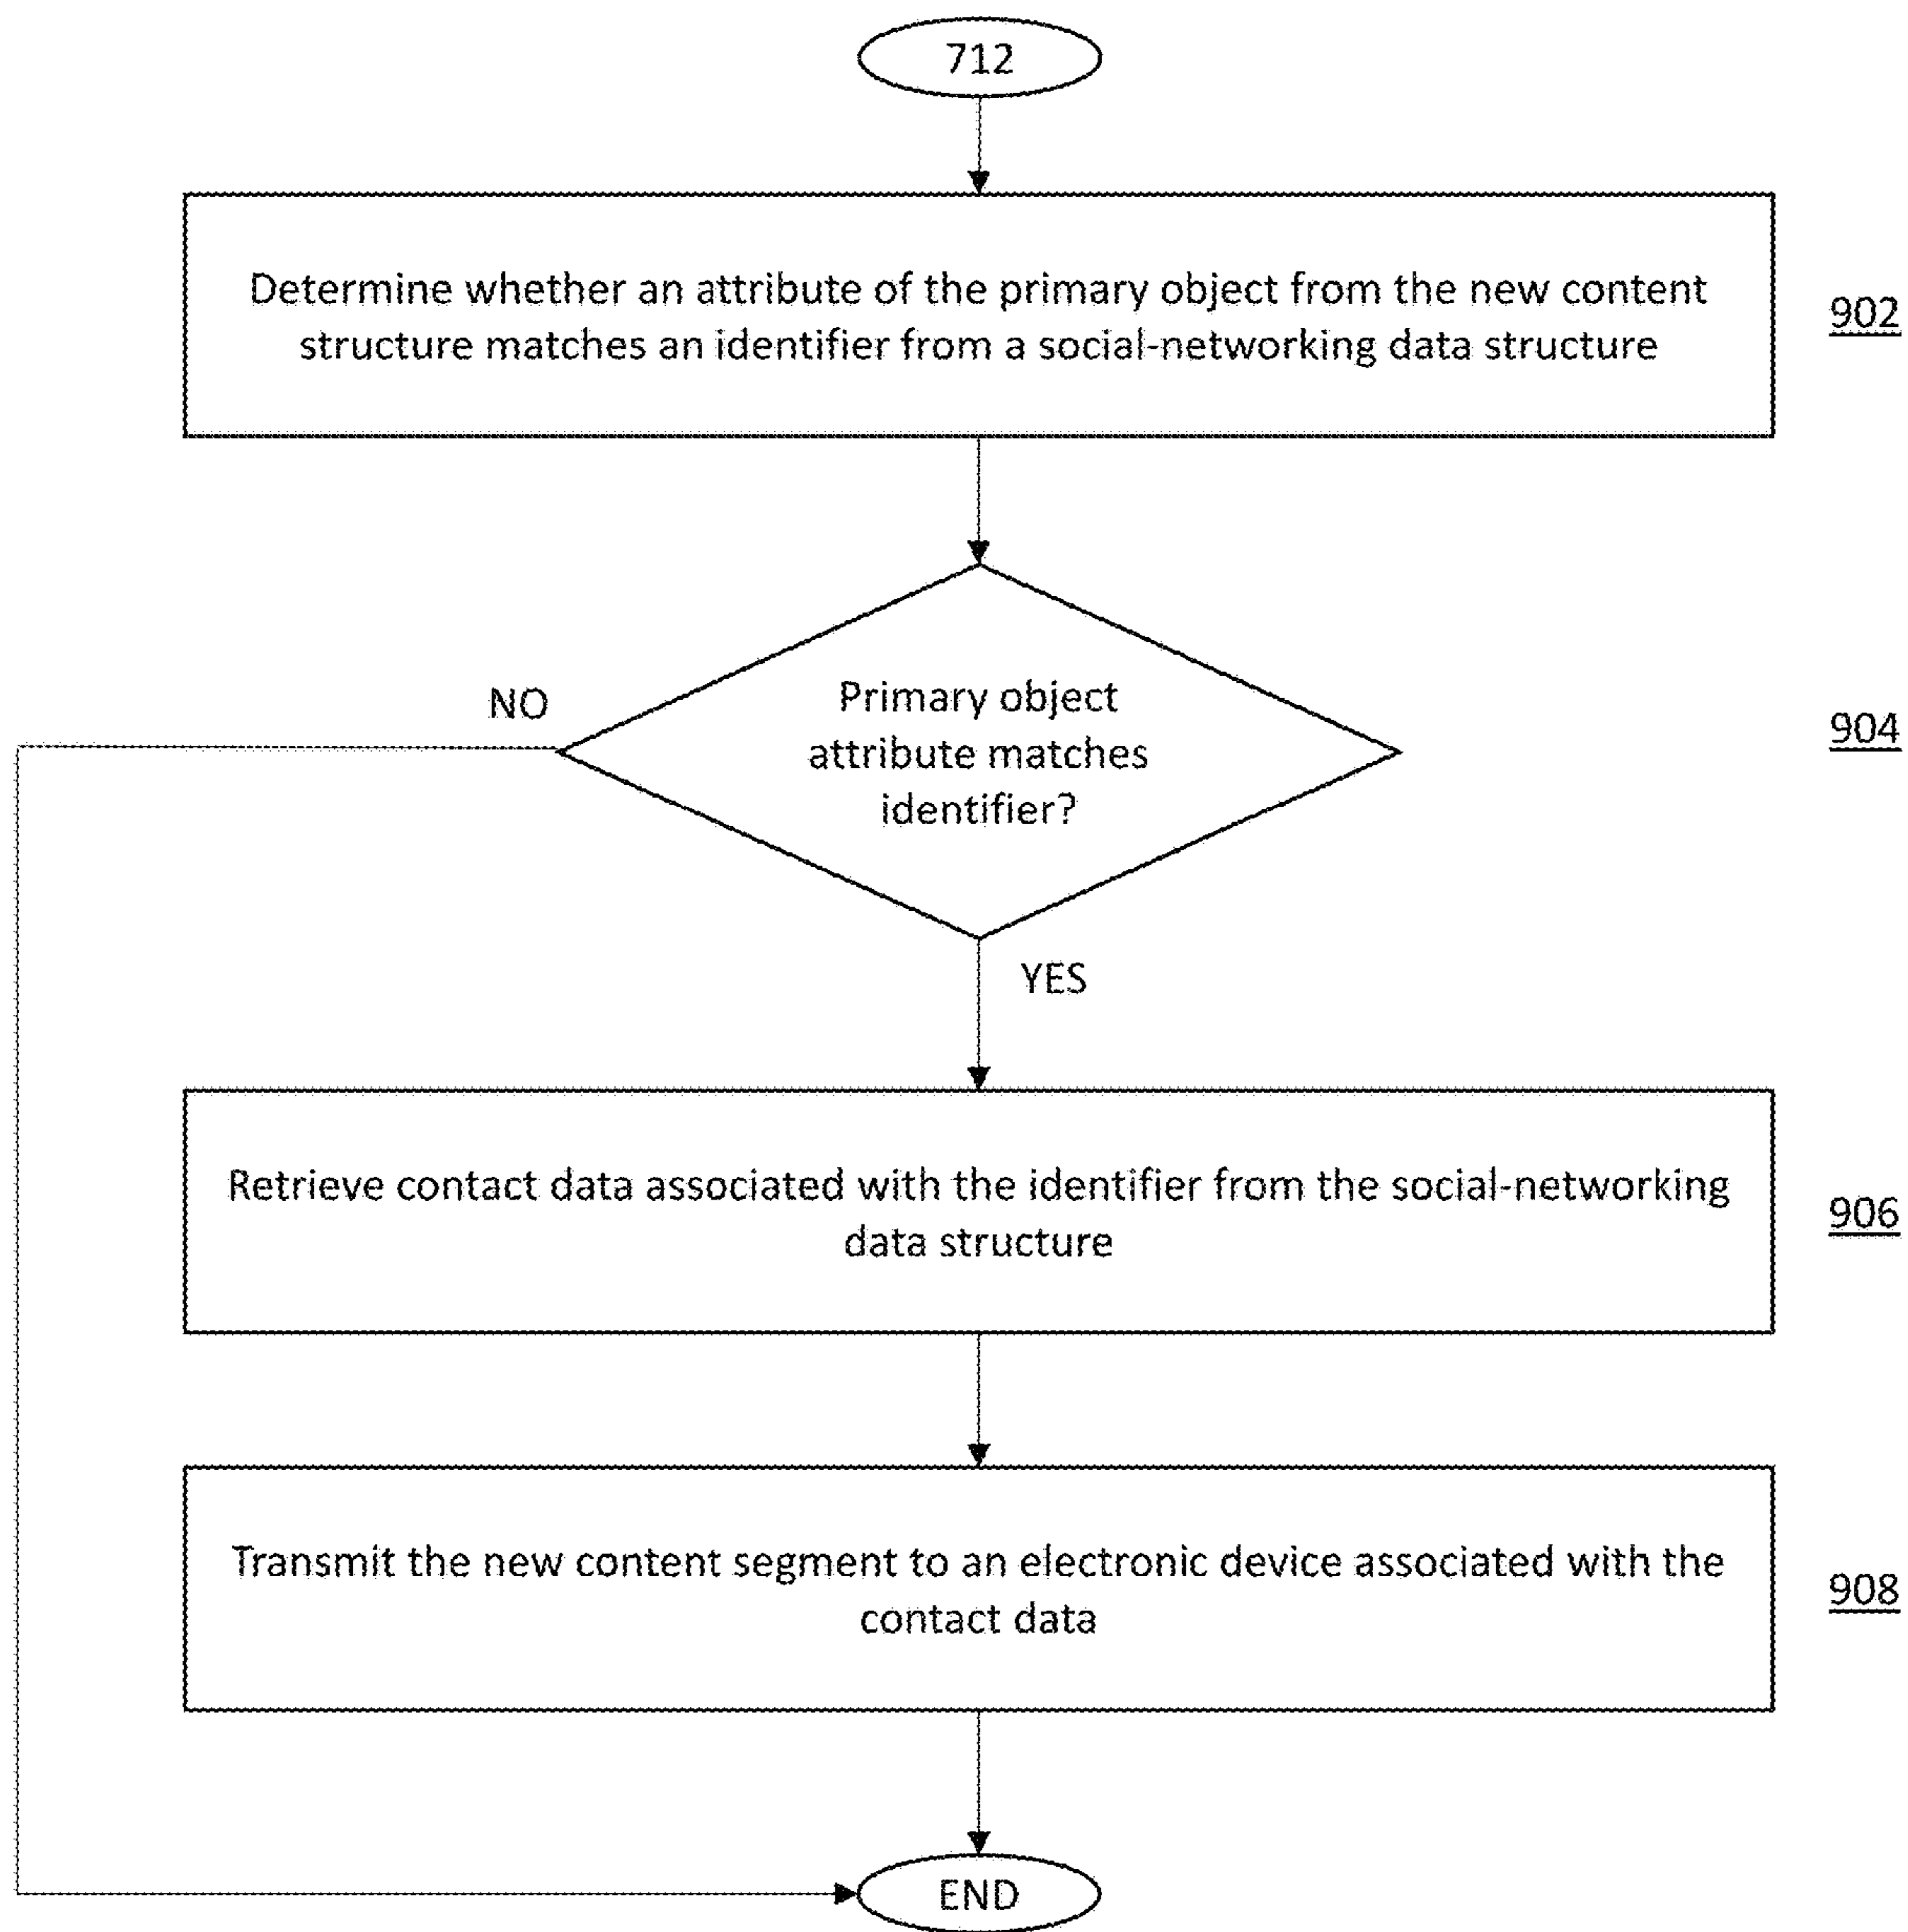 712
Determine whether an attribute of the primary object from the new content
structure matches an identifier from a social-networking data structure
902
NO
Primary object
attribute matches
identifier?
904
YES
Retrieve contact data associated with the identifier from the social-networking
data structure
906
Transmit the new content segment to an electronic device associated with the
contact data
908
END